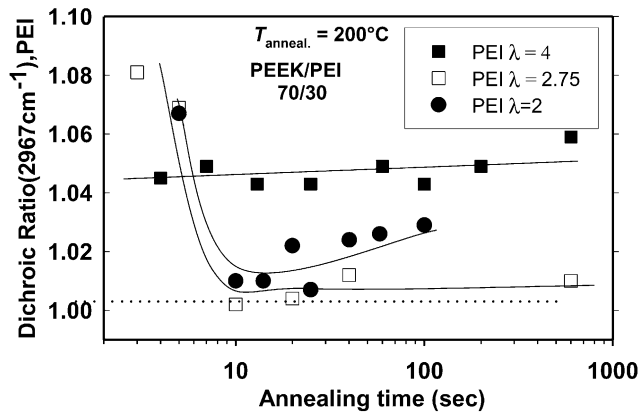 1.10
1.08
1.06
1.04
1.02
1.00
Dichroic Ratio(2967cm⁻¹),PEI
T anneal. = 200°C
PEEK/PEI
70/30
PEI λ = 4
PEI λ = 2.75
PEI λ=2
10
100
1000
Annealing time (sec)